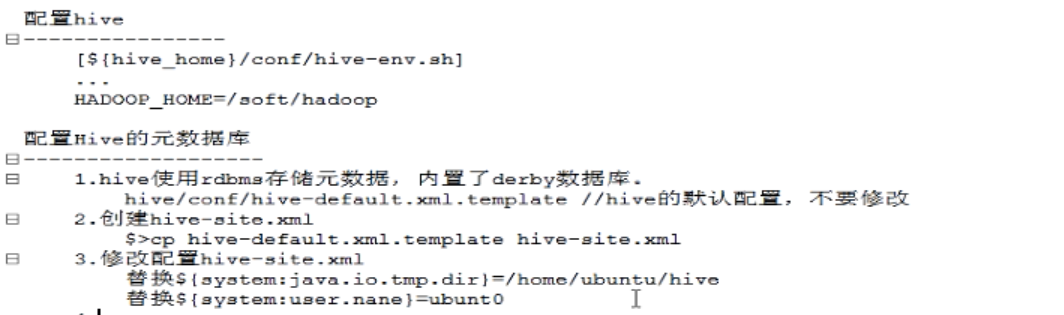 配置hive
----------------
[${hive_home}/conf/hive-env.sh]
...
HADOOP_HOME=/soft/hadoop
配置Hive的元数据库
-------------------
1.hive使用rdbms存储元数据，内置了derby数据库.
hive/conf/hive-default.xml.template //hive的默认配置，不要修改
2.创建hive-site.xml
$>cp hive-default.xml.template hive-site.xml
3.修改配置hive-site.xml
替换${system:java.io.tmp.dir}=/home/ubuntu/hive
替换${system:user.nane}=ubunt0